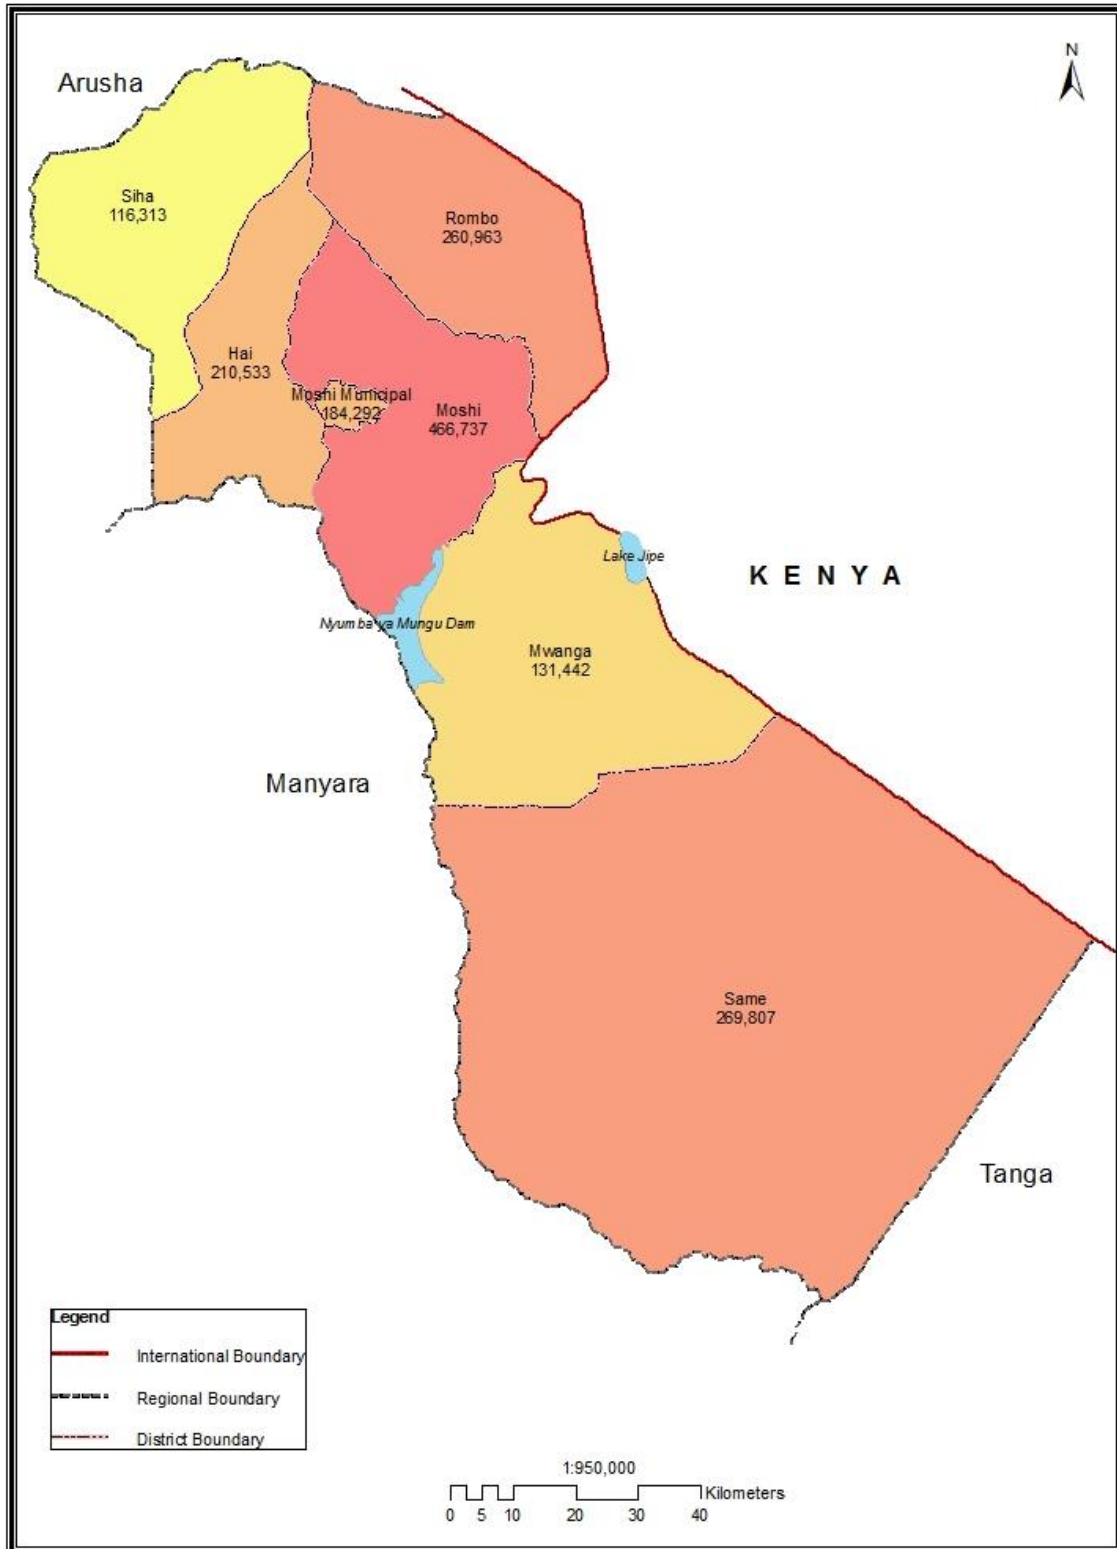 N
Arusha
Siha
116,313
Rombo
260,963
Hai
210,533
Moshi Municipal
184,292
Moshi
466,737
Lake Jipe
KENYA
Nyumba ya Mungu Dam
Mwanga
131,442
Manyara
Same
269,807
Tanga
Legend
International Boundary
Regional Boundary
District Boundary
1:950,000
Kilometers
0 5 10 20 30 40